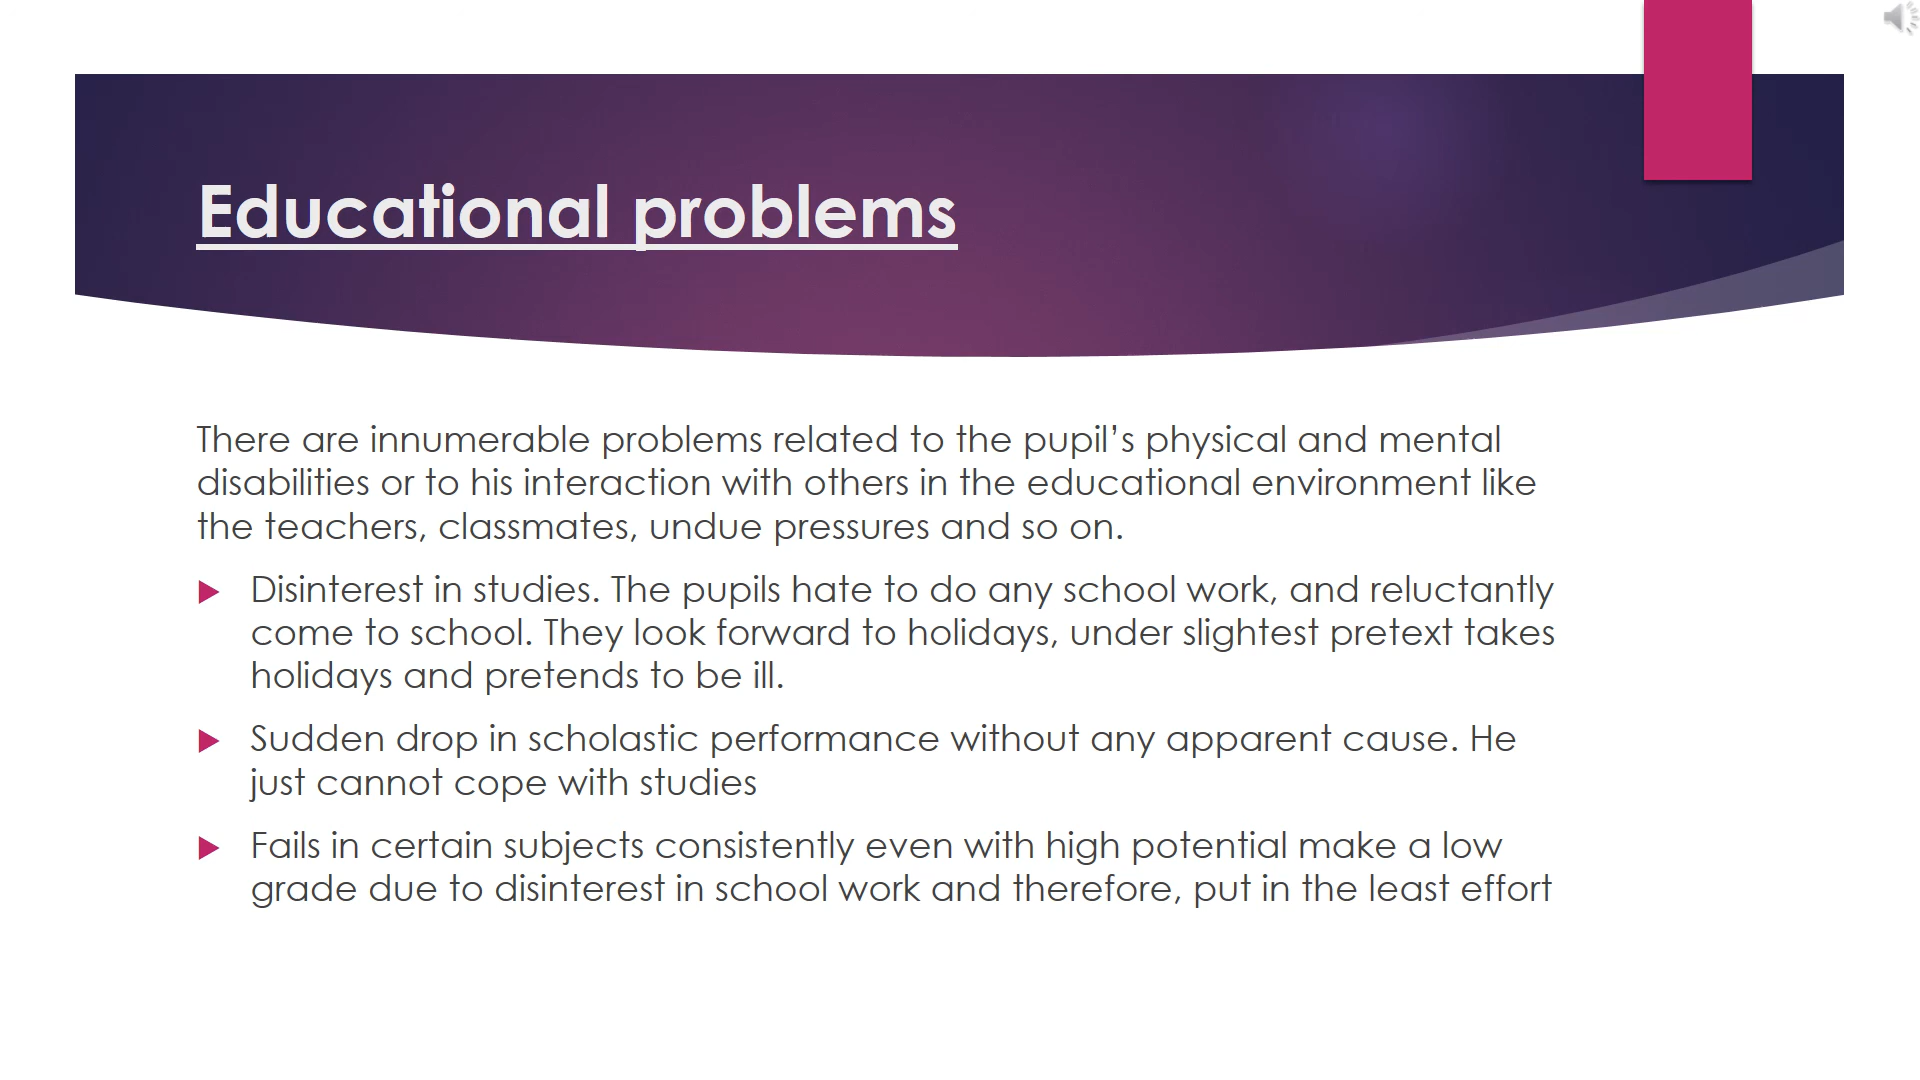 Educational problems
There are innumerable problems related to the pupil’s physical and mental
disabilities or to his interaction with others in the educational environment like
the teachers, classmates, undue pressures and so on.
Disinterest in studies. The pupils hate to do any school work, and reluctantly
come to school. They look forward to holidays, under slightest pretext takes
holidays and pretends to be ill.
Sudden drop in scholastic performance without any apparent cause. He
just cannot cope with studies
Fails in certain subjects consistently even with high potential make a low
grade due to disinterest in school work and therefore, put in the least effort